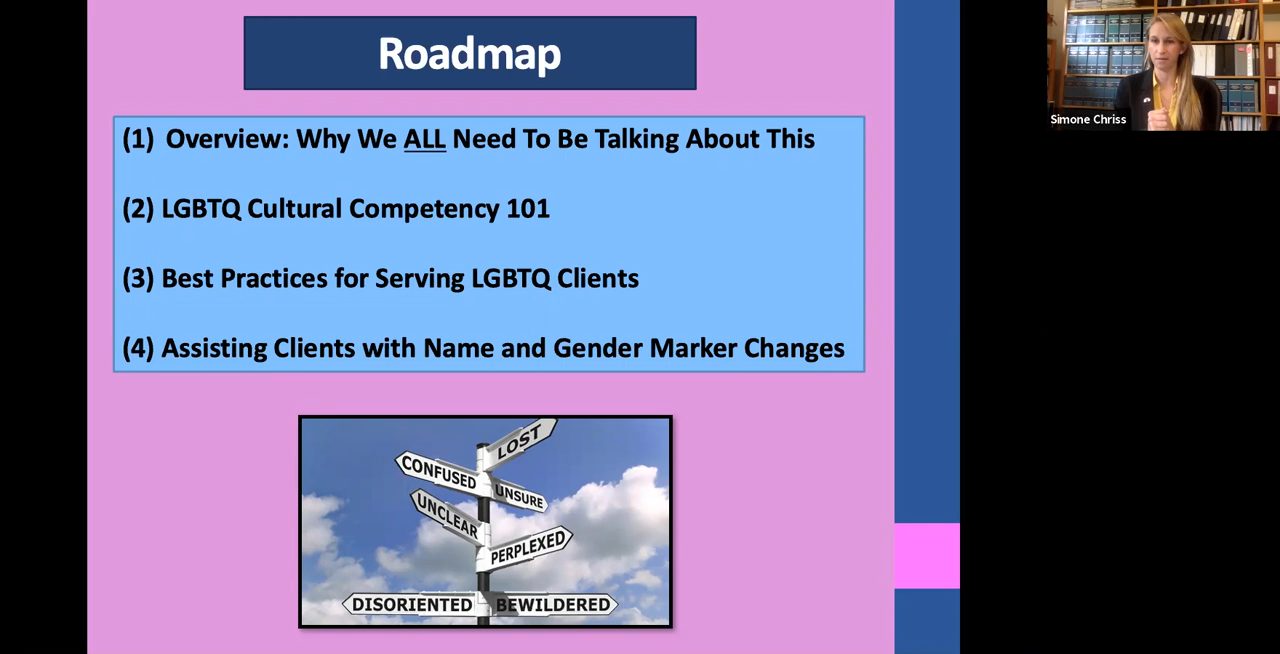 Roadmap
(1) Overview: Why We ALL Need To Be Talking About This
(2) LGBTQ Cultural Competency 101
(3) Best Practices for Serving LGBTQ Clients
(4) Assisting Clients with Name and Gender Marker Changes
LOST
CONFUSED
UNSURE
UNCLEAR
PERPLEXED
DISORIENTED
BEWILDERED
Simone Chriss